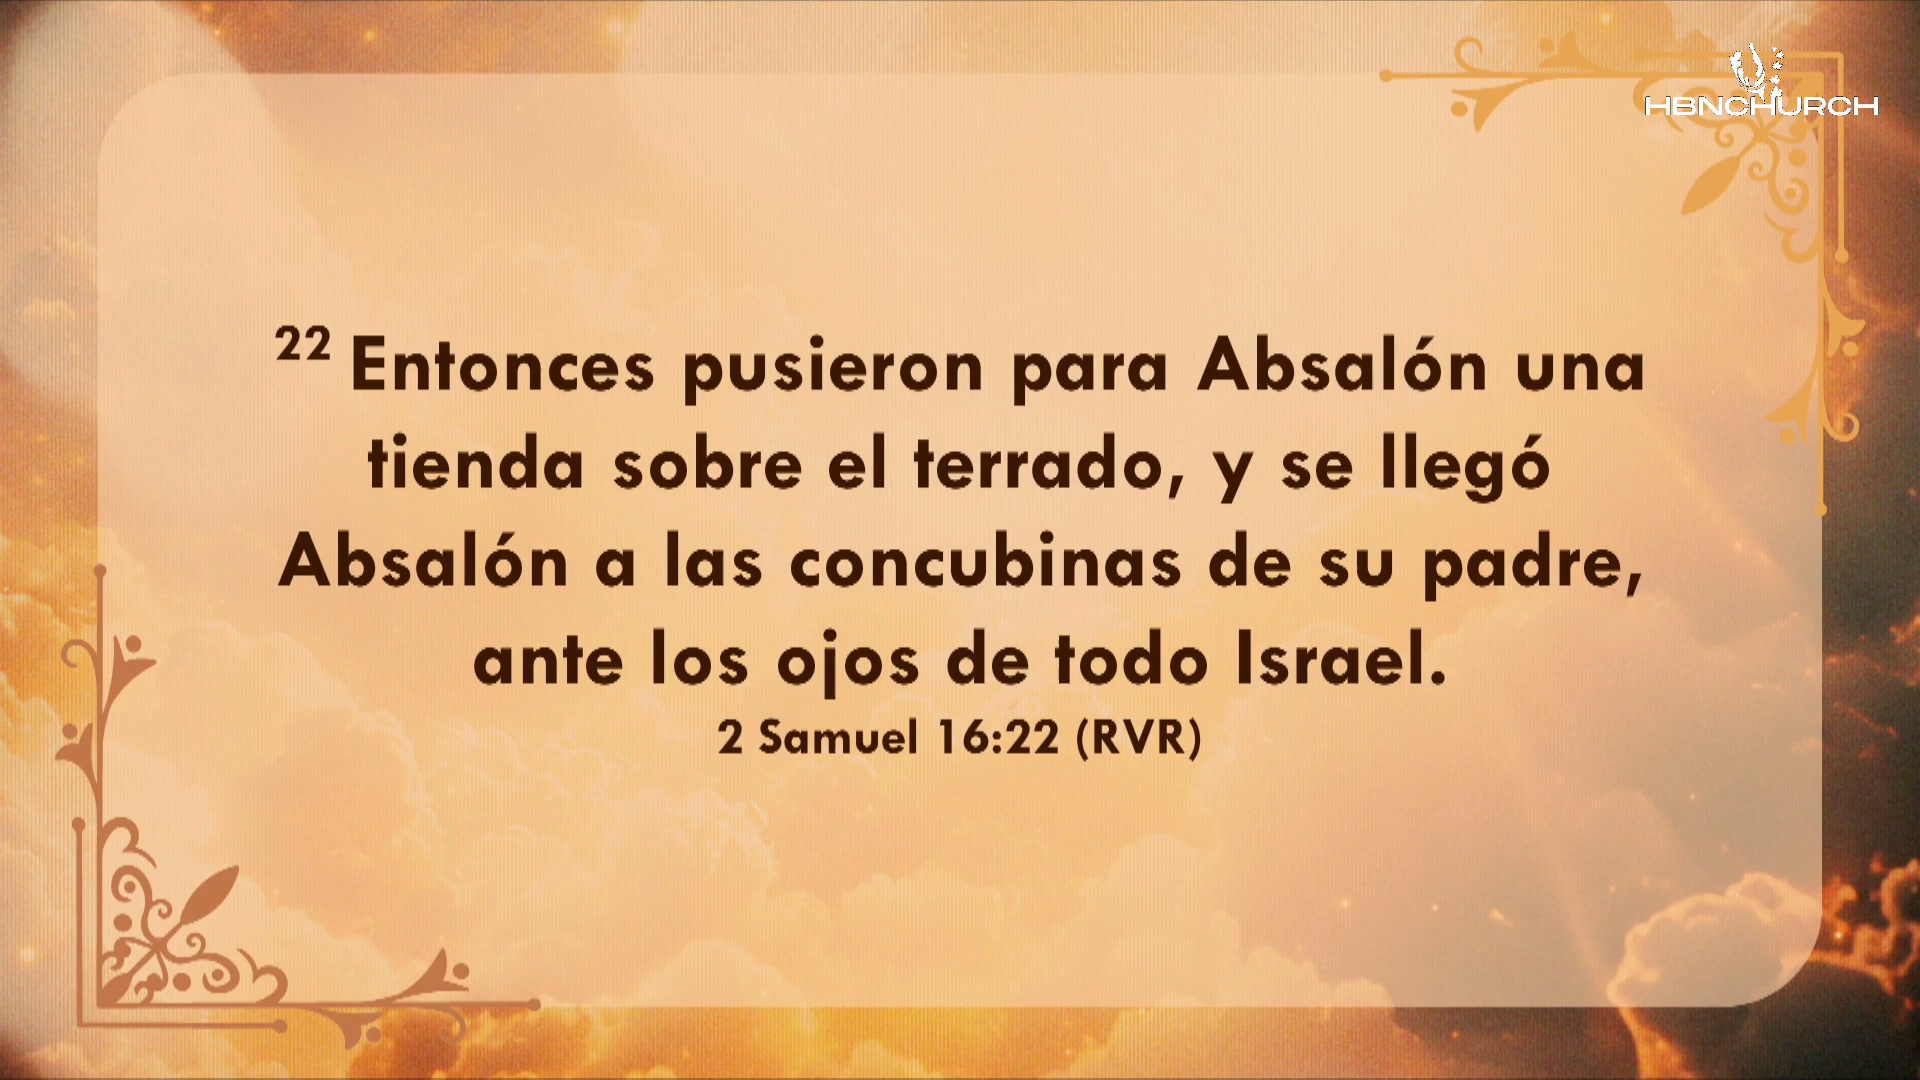 HBNCHURCH
22 Entonces pusieron para Absalón una
tienda sobre el terrado, y se llegó
Absalón a las concubinas de su padre,
ante los ojos de todo Israel.
2 Samuel 16:22 (RVR)